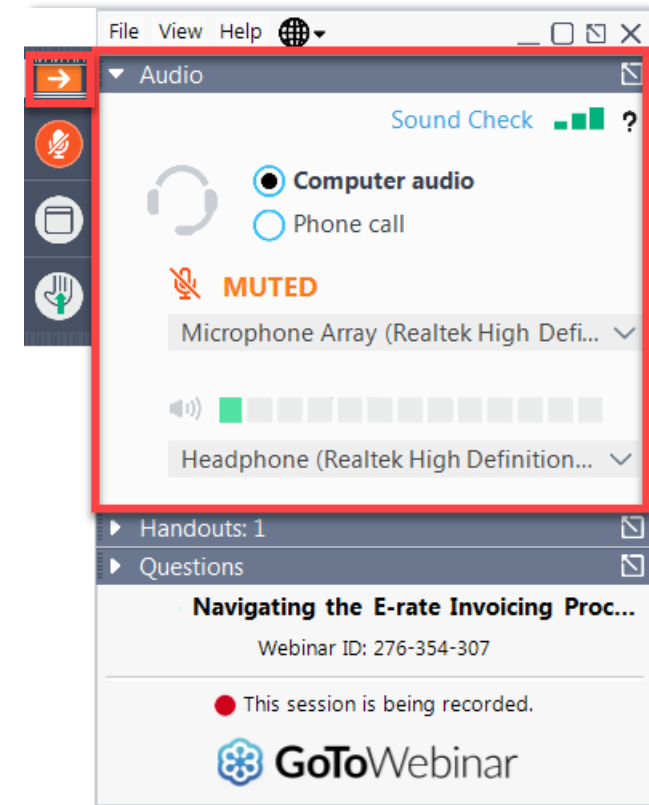 File View Help
Audio
Sound Check ?
Computer audio
Phone call
MUTED
Microphone Array (Realtek High Defi...
Headphone (Realtek High Definition...
Handouts: 1
Questions
Navigating the E-rate Invoicing Proc...
Webinar ID: 276-354-307
This session is being recorded.
GoToWebinar